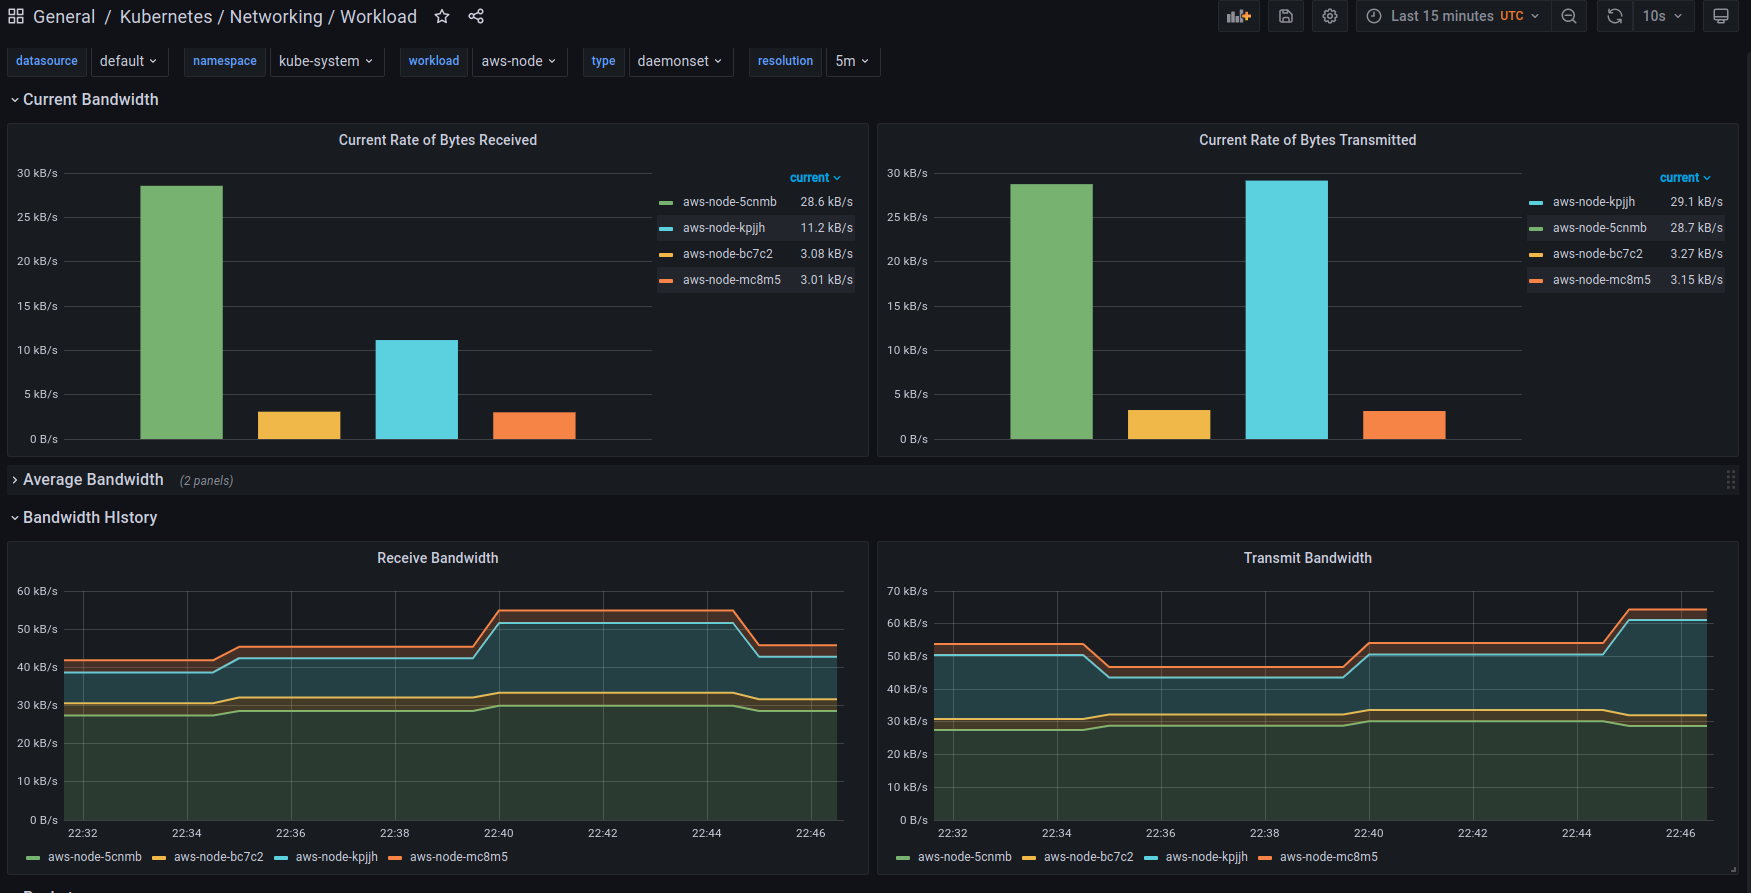 General / Kubernetes / Networking / Workload
Last 15 minutes UTC
10s
datasource default namespace kube-system workload aws-node type daemonset resolution 5m
Current Bandwidth
Current Rate of Bytes Received
30 kB/s
25 kB/s
20 kB/s
15 kB/s
10 kB/s
5 kB/s
0 B/s
current
aws-node-5cnmb 28.6 kB/s
aws-node-kpjjh 11.2 kB/s
aws-node-bc7c2 3.08 kB/s
aws-node-mc8m5 3.01 kB/s
Current Rate of Bytes Transmitted
30 kB/s
25 kB/s
20 kB/s
15 kB/s
10 kB/s
5 kB/s
0 B/s
current
aws-node-kpjjh 29.1 kB/s
aws-node-5cnmb 28.7 kB/s
aws-node-bc7c2 3.27 kB/s
aws-node-mc8m5 3.15 kB/s
Average Bandwidth (2 panels)
Bandwidth HIstory
Receive Bandwidth
60 kB/s
50 kB/s
40 kB/s
30 kB/s
20 kB/s
10 kB/s
0 B/s
22:32 22:34 22:36 22:38 22:40 22:42 22:44 22:46
aws-node-5cnmb aws-node-bc7c2 aws-node-kpjjh aws-node-mc8m5
Transmit Bandwidth
70 kB/s
60 kB/s
50 kB/s
40 kB/s
30 kB/s
20 kB/s
10 kB/s
0 B/s
22:32 22:34 22:36 22:38 22:40 22:42 22:44 22:46
aws-node-5cnmb aws-node-bc7c2 aws-node-kpjjh aws-node-mc8m5